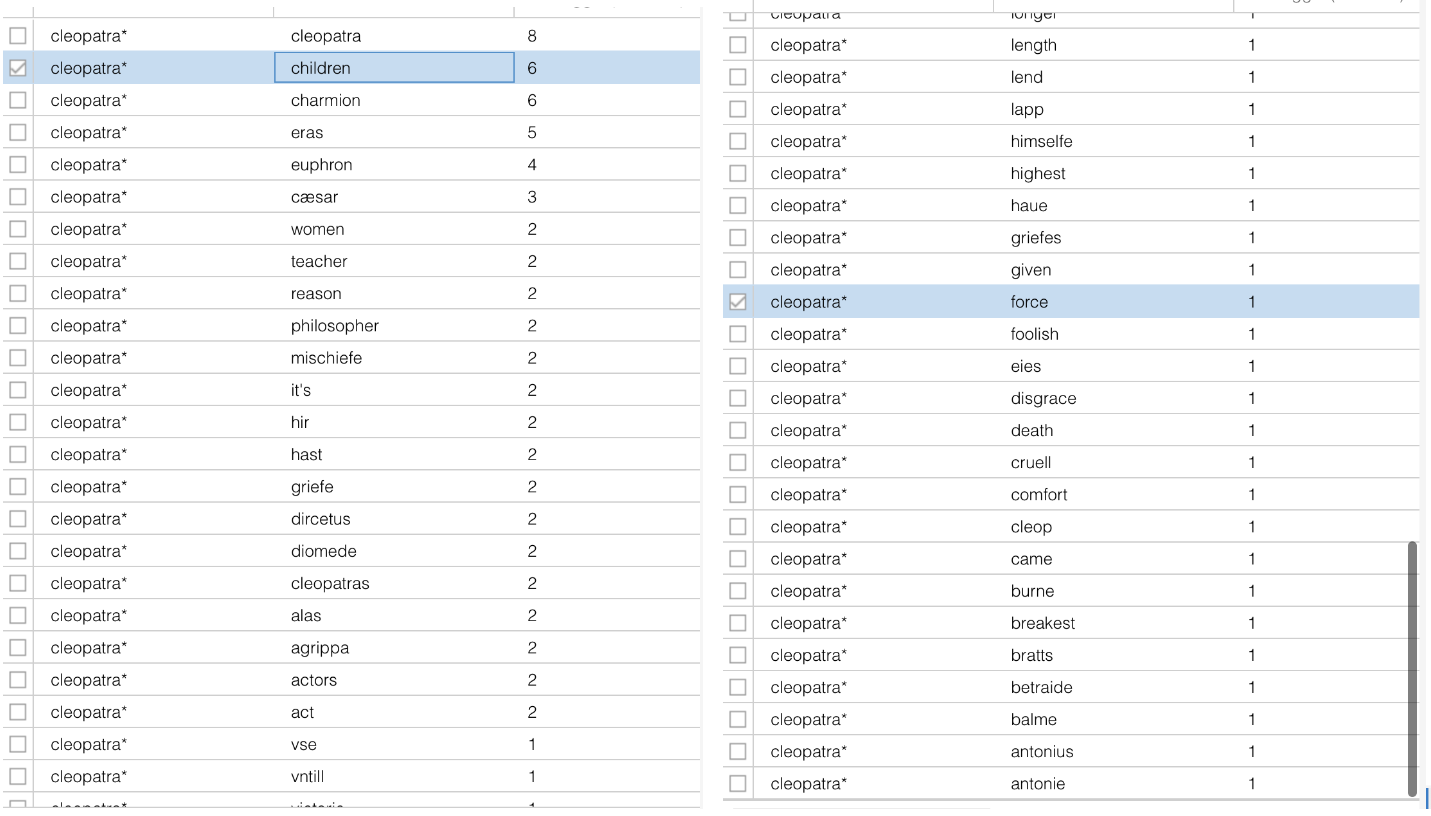 cleopatra* cleopatra 8
cleopatra* children 6
cleopatra* charmion 6
cleopatra* eras 5
cleopatra* euphron 4
cleopatra* cæsar 3
cleopatra* women 2
cleopatra* teacher 2
cleopatra* reason 2
cleopatra* philosopher 2
cleopatra* mischiefe 2
cleopatra* it's 2
cleopatra* hir 2
cleopatra* hast 2
cleopatra* griefe 2
cleopatra* dircetus 2
cleopatra* diomede 2
cleopatra* cleopatras 2
cleopatra* alas 2
cleopatra* agrippa 2
cleopatra* actors 2
cleopatra* act 2
cleopatra* vse 1
cleopatra* vntill 1
cleopatra* longer 1
cleopatra* length 1
cleopatra* lend 1
cleopatra* lapp 1
cleopatra* himselfe 1
cleopatra* highest 1
cleopatra* haue 1
cleopatra* griefes 1
cleopatra* given 1
cleopatra* force 1
cleopatra* foolish 1
cleopatra* eies 1
cleopatra* disgrace 1
cleopatra* death 1
cleopatra* cruell 1
cleopatra* comfort 1
cleopatra* cleop 1
cleopatra* came 1
cleopatra* burne 1
cleopatra* breakest 1
cleopatra* bratts 1
cleopatra* betraide 1
cleopatra* balme 1
cleopatra* antonius 1
cleopatra* antonie 1